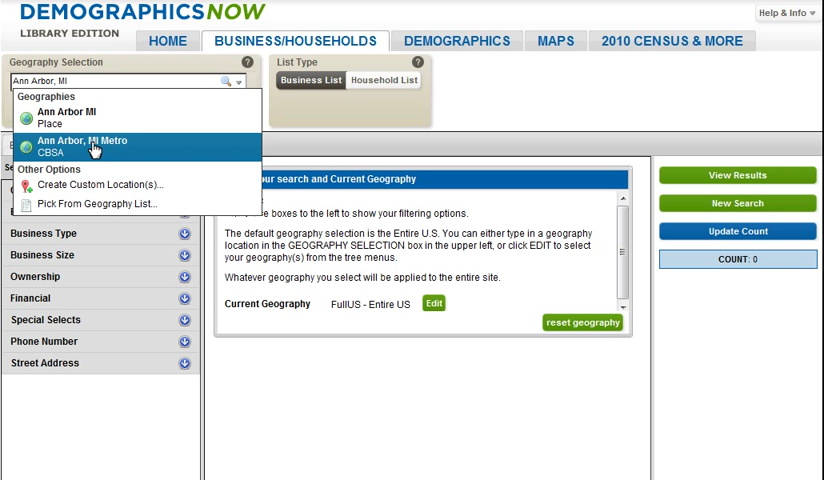 DEMOGRAPHICSNOW
LIBRARY EDITION
Help & Info
HOME
BUSINESS/HOUSEHOLDS
DEMOGRAPHICS
MAPS
2010 CENSUS & MORE
Geography Selection
?
List Type
?
Ann Arbor, MI
Business List
Household List
Geographies
Ann Arbor MI
Place
Ann Arbor, MI Metro
CBSA
Other Options
Create Custom Location(s)...
Pick From Geography List...
Business Type
Business Size
Ownership
Financial
Special Selects
Phone Number
Street Address
our search and Current Geography
boxes to the left to show your filtering options.
The default geography selection is the Entire U.S. You can either type in a geography
location in the GEOGRAPHY SELECTION box in the upper left, or click EDIT to select
your geography(s) from the tree menus.
Whatever geography you select will be applied to the entire site.
Current Geography
FullUS - Entire US
Edit
reset geography
View Results
New Search
Update Count
COUNT: 0